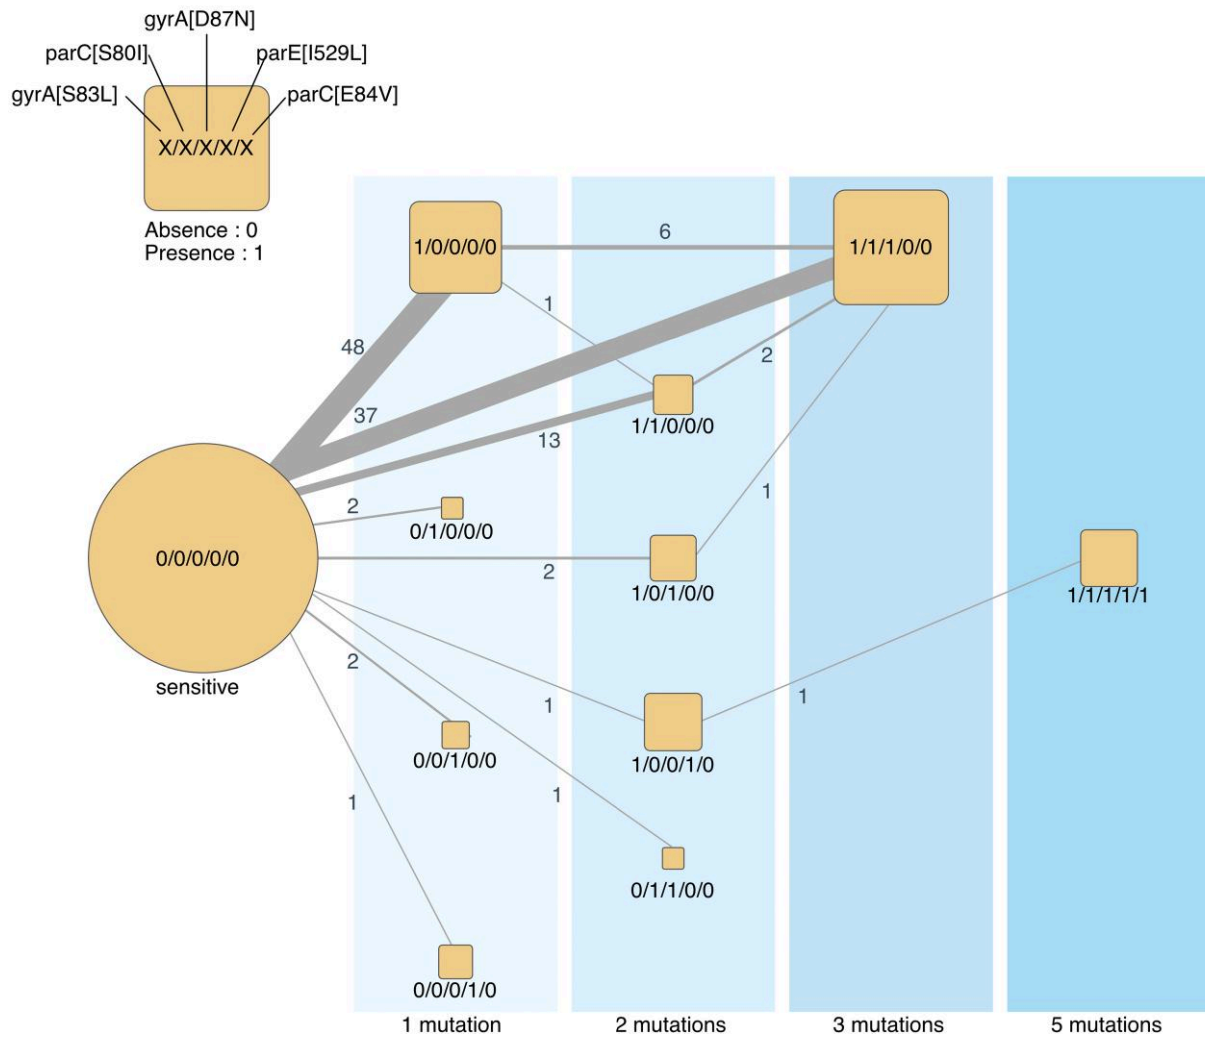 gyrA[D87N]
parC[S80I]
parE[I529L]
gyrA[S83L]
parC[E84V]
X/X/X/X/X
Absence : 0
Presence : 1
1/0/0/0/0
6
1/1/1/0/0
1
48
2
37
13
1/1/0/0/0
2
0/1/0/0/0
1
0/0/0/0/0
2
1/0/1/0/0
1/1/1/1/1
sensitive
2
1
1
0/0/1/0/0
1/0/0/1/0
1
1
0/1/1/0/0
0/0/0/1/0
1 mutation
2 mutations
3 mutations
5 mutations